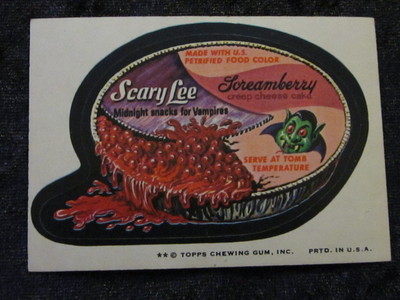 MADE WITH U.S.
PETRIFIED FOOD COLOR
Scary Lee
Midnight snacks for Vampires
Screamberry
creep cheese cake
SERVE AT TOMB
TEMPERATURE
★★ © TOPPS CHEWING GUM, INC. PRTD. IN U.S.A.